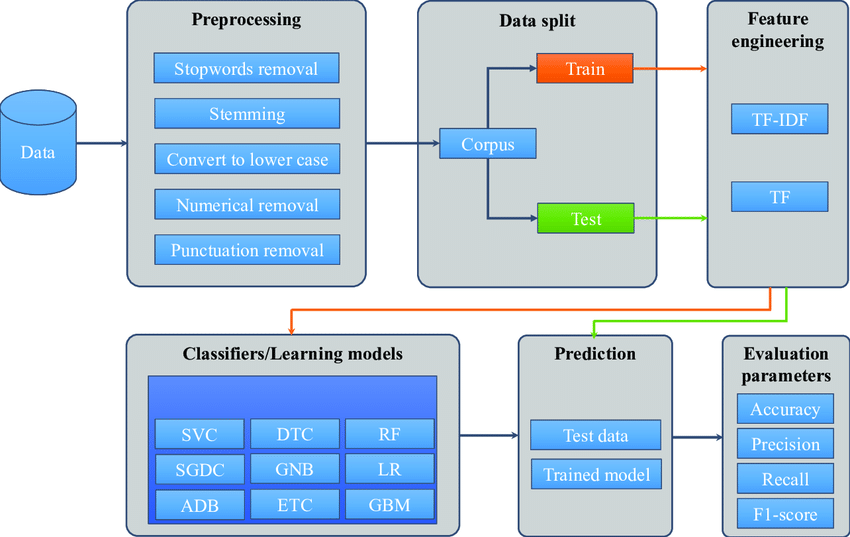 Data
Preprocessing
Stopwords removal
Stemming
Convert to lower case
Numerical removal
Punctuation removal
Data split
Train
Corpus
Test
Feature
engineering
TF-IDF
TF
Classifiers/Learning models
SVC DTC RF
SGDC GNB LR
ADB ETC GBM
Prediction
Test data
Trained model
Evaluation
parameters
Accuracy
Precision
Recall
F1-score